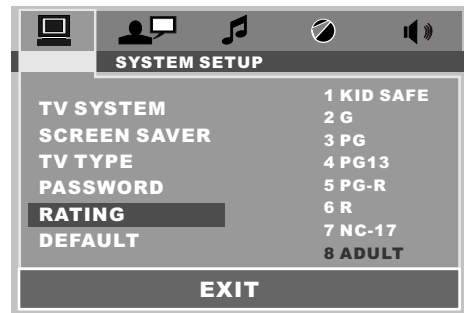 SYSTEM SETUP
TV SYSTEM
SCREEN SAVER
TV TYPE
PASSWORD
RATING
DEFAULT
1 KID SAFE
2 G
3 PG
4 PG13
5 PG-R
6 R
7 NC-17
8 ADULT
EXIT